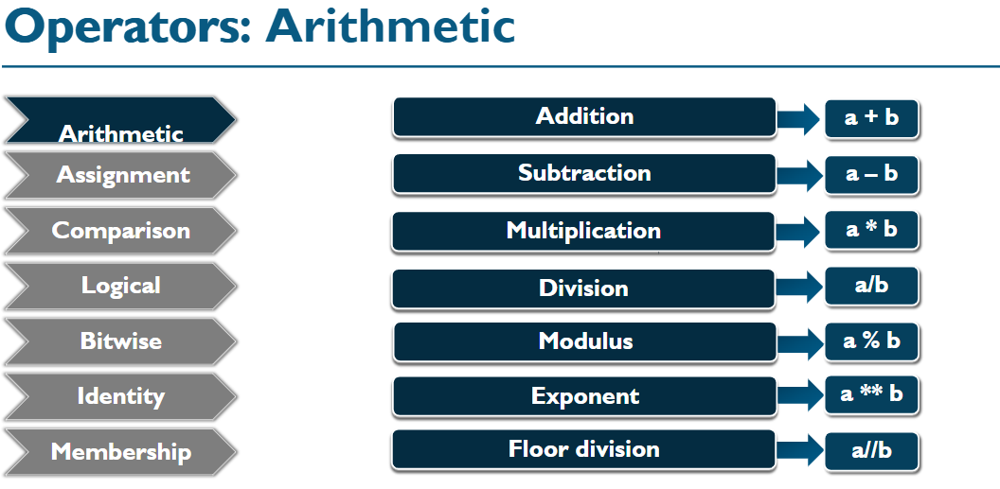 Operators: Arithmetic
Arithmetic
Assignment
Comparison
Logical
Bitwise
Identity
Membership
Addition
a + b
Subtraction
a – b
Multiplication
a * b
Division
a/b
Modulus
a % b
Exponent
a ** b
Floor division
a//b